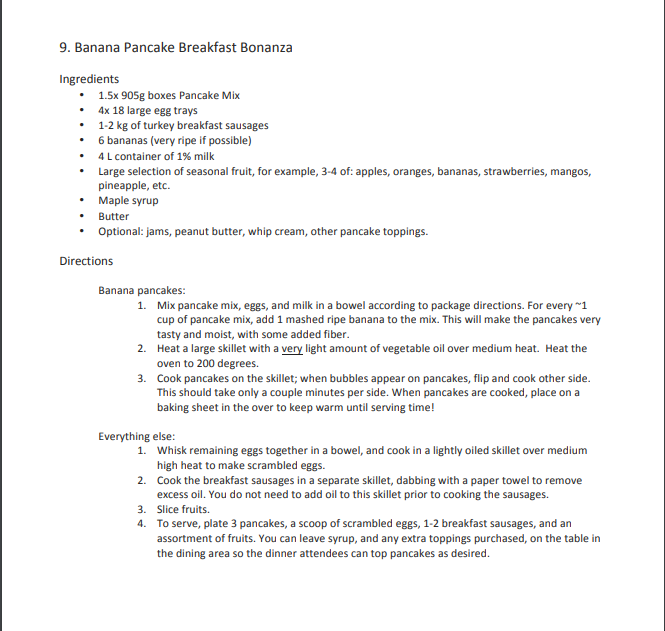 9. Banana Pancake Breakfast Bonanza
Ingredients
• 1.5x 905g boxes Pancake Mix
• 4x 18 large egg trays
• 1-2 kg of turkey breakfast sausages
• 6 bananas (very ripe if possible)
• 4 L container of 1% milk
• Large selection of seasonal fruit, for example, 3-4 of: apples, oranges, bananas, strawberries, mangos,
pineapple, etc.
• Maple syrup
• Butter
• Optional: jams, peanut butter, whip cream, other pancake toppings.
Directions
Banana pancakes:
1. Mix pancake mix, eggs, and milk in a bowel according to package directions. For every ~1
cup of pancake mix, add 1 mashed ripe banana to the mix. This will make the pancakes very
tasty and moist, with some added fiber.
2. Heat a large skillet with a very light amount of vegetable oil over medium heat. Heat the
oven to 200 degrees.
3. Cook pancakes on the skillet; when bubbles appear on pancakes, flip and cook other side.
This should take only a couple minutes per side. When pancakes are cooked, place on a
baking sheet in the over to keep warm until serving time!
Everything else:
1. Whisk remaining eggs together in a bowel, and cook in a lightly oiled skillet over medium
high heat to make scrambled eggs.
2. Cook the breakfast sausages in a separate skillet, dabbing with a paper towel to remove
excess oil. You do not need to add oil to this skillet prior to cooking the sausages.
3. Slice fruits.
4. To serve, plate 3 pancakes, a scoop of scrambled eggs, 1-2 breakfast sausages, and an
assortment of fruits. You can leave syrup, and any extra toppings purchased, on the table in
the dining area so the dinner attendees can top pancakes as desired.